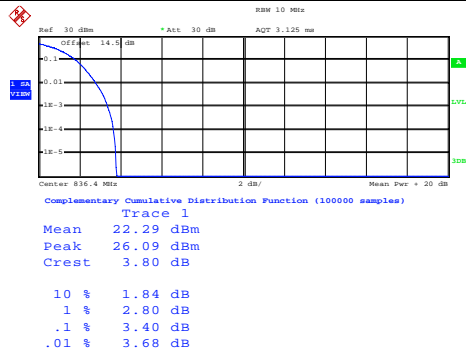 RBW 10 MHz
Ref 30 dBm *Att 30 dB AQT 3.125 ms
Offset 14.5 dB
A
0.1
1 SA
VIEW
0.01
LVL
1E-3
1E-4
1E-5
3DB
Center 836.4 MHz 2 dB/ Mean Pwr + 20 dB
Complementary Cumulative Distribution Function (100000 samples)
Trace 1
Mean 22.29 dBm
Peak 26.09 dBm
Crest 3.80 dB
10 % 1.84 dB
1 % 2.80 dB
.1 % 3.40 dB
.01 % 3.68 dB